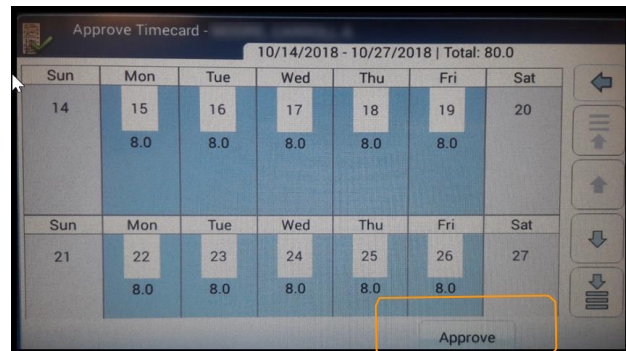 Approve Timecard -
10/14/2018 - 10/27/2018 | Total: 80.0
Sun Mon Tue Wed Thu Fri Sat
14 15 16 17 18 19 20
8.0 8.0 8.0 8.0 8.0
Sun Mon Tue Wed Thu Fri Sat
21 22 23 24 25 26 27
8.0 8.0 8.0 8.0 8.0
Approve